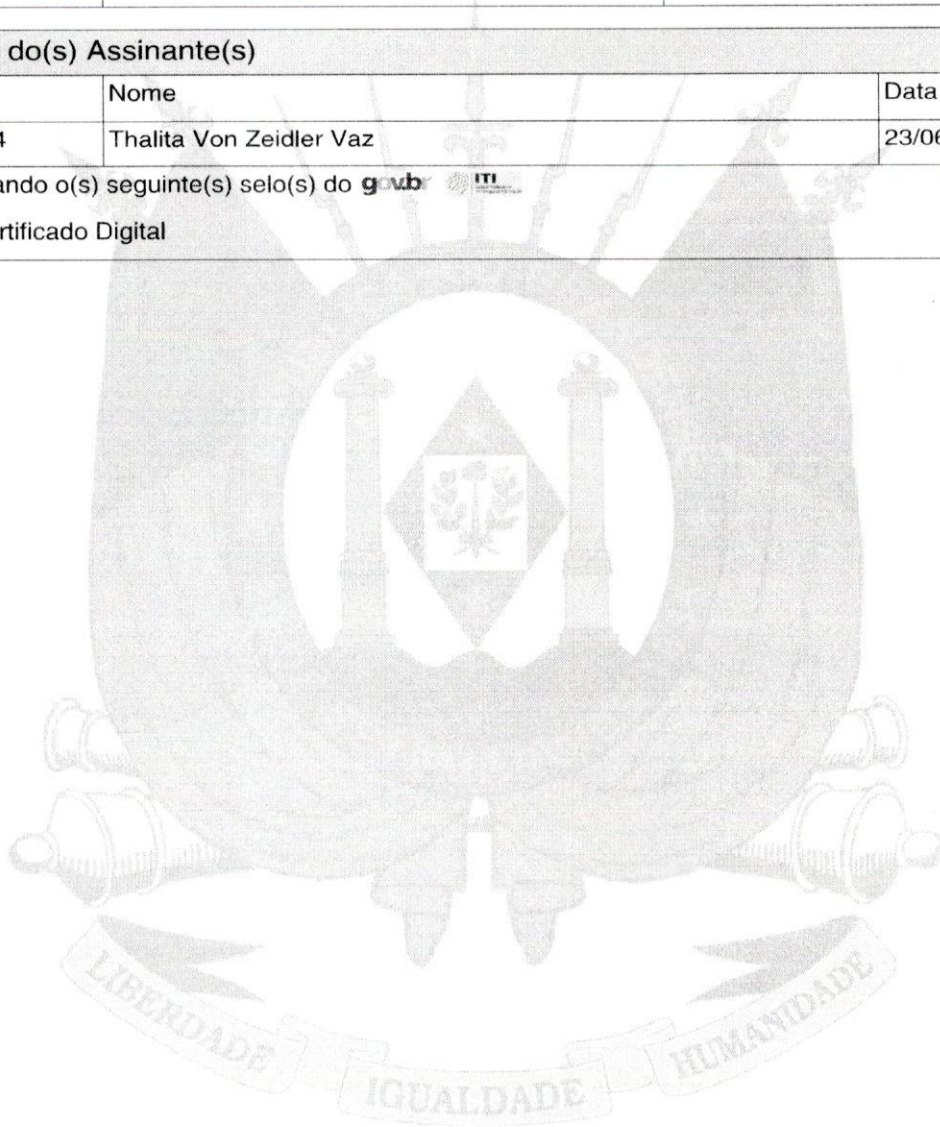 do(s) Assinante(s)
Nome Data
4 Thalita Von Zeidler Vaz 23/06
ando o(s) seguinte(s) selo(s) do gov.br ITI
rtificado Digital
LIBERDADE IGUALDADE HUMANIDADE